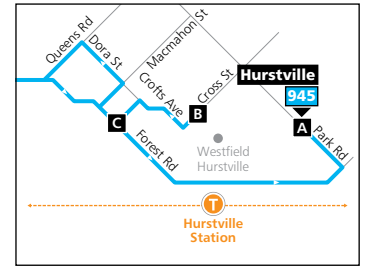 Queens Rd
Dora St
Macmahon St
Crofts Ave
Cross St
Hurstville
945
A
B
C
Park Rd
Forest Rd
Westfield
Hurstville
T
Hurstville
Station